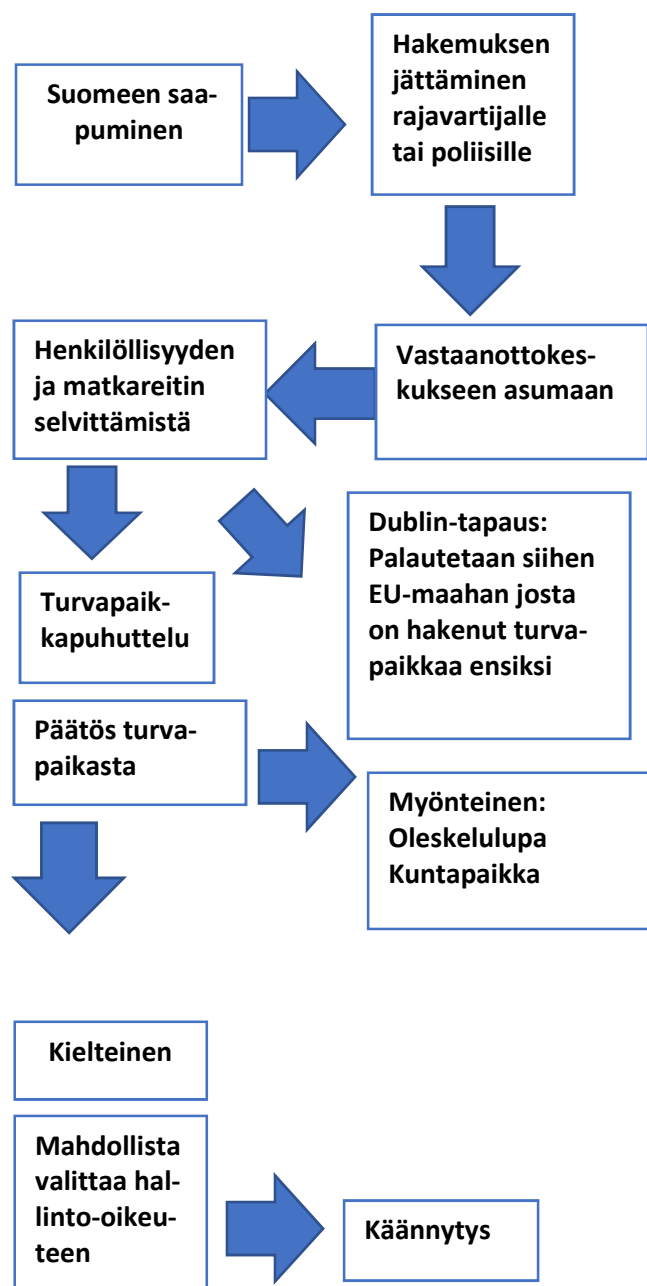 Suomeen saa-
puminen
Hakemuksen
jättäminen
rajavartijalle
tai poliisille
Vastaanottokes-
kukseen asumaan
Henkilöllisyyden
ja matkareitin
selvittämistä
Dublin-tapaus:
Palautetaan siihen
EU-maahan josta
on hakenut turva-
paikkaa ensiksi
Turvapaik-
kapuhuttelu
Päätös turva-
paikasta
Myönteinen:
Oleskelulupa
Kuntapaikka
Kielteinen
Mahdollista
valittaa hal-
linto-oikeu-
teen
Käännytys